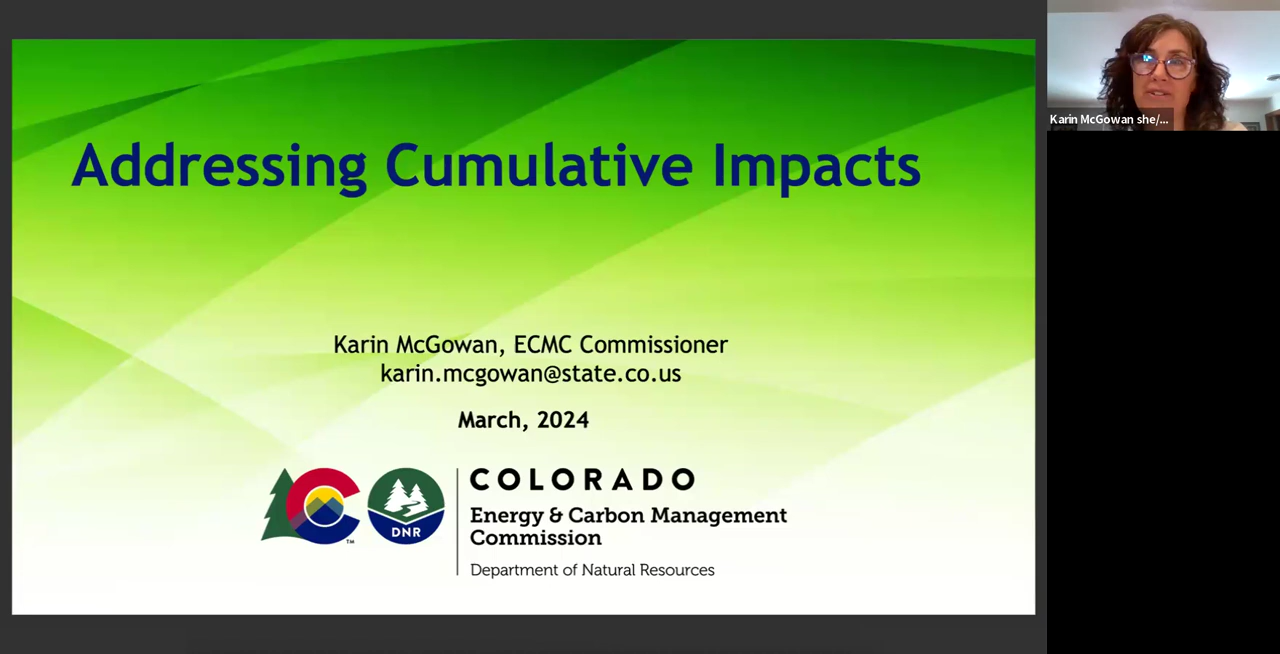 Addressing Cumulative Impacts
Karin McGowan, ECMC Commissioner
karin.mcgowan@state.co.us
March, 2024
COLORADO
Energy & Carbon Management
Commission
Department of Natural Resources
DNR
TM
Karin McGowan she/...